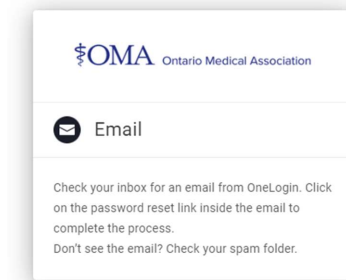 OMA Ontario Medical Association
Email
Check your inbox for an email from OneLogin. Click
on the password reset link inside the email to
complete the process.
Don't see the email? Check your spam folder.